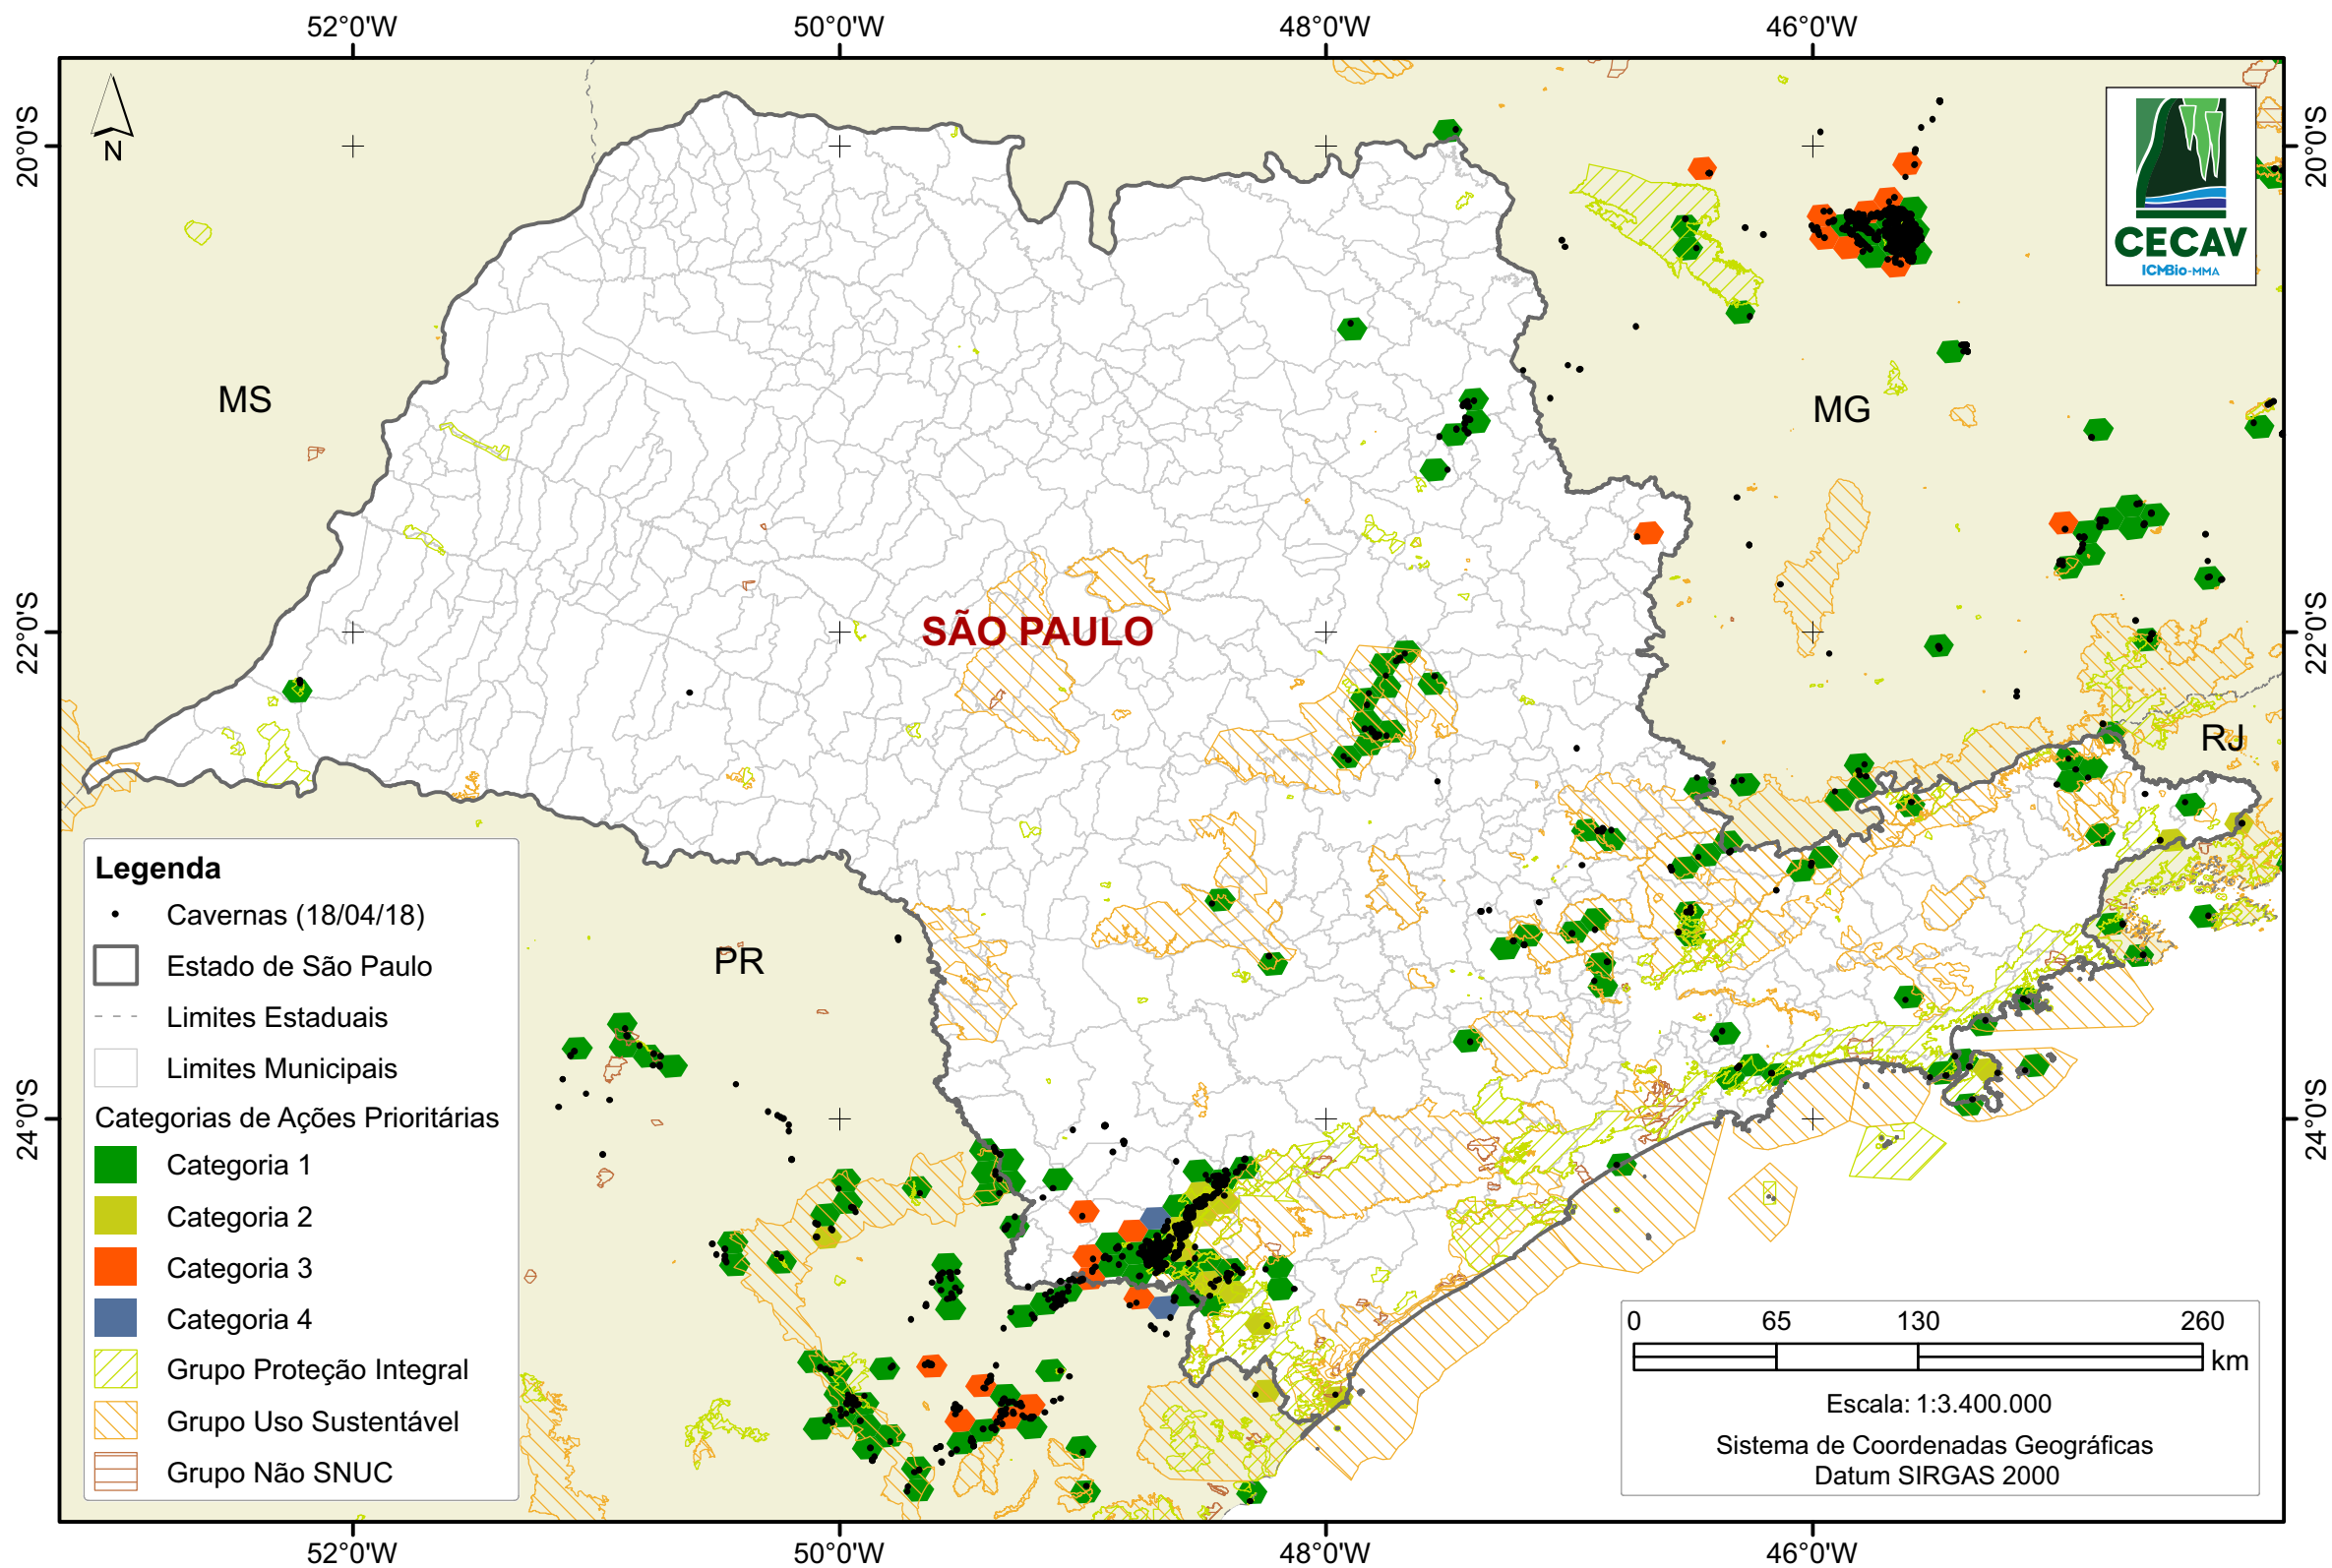 52°0'W 50°0'W 48°0'W 46°0'W
20°0'S 20°0'S
N
CECAV
ICMBio-MMA
MS
MG
SÃO PAULO
22°0'S 22°0'S
RJ
PR
24°0'S 24°0'S
Legenda
Cavernas (18/04/18)
Estado de São Paulo
Limites Estaduais
Limites Municipais
Categorias de Ações Prioritárias
Categoria 1
Categoria 2
Categoria 3
Categoria 4
Grupo Proteção Integral
Grupo Uso Sustentável
Grupo Não SNUC
0 65 130 260
km
Escala: 1:3.400.000
Sistema de Coordenadas Geográficas
Datum SIRGAS 2000
52°0'W 50°0'W 48°0'W 46°0'W